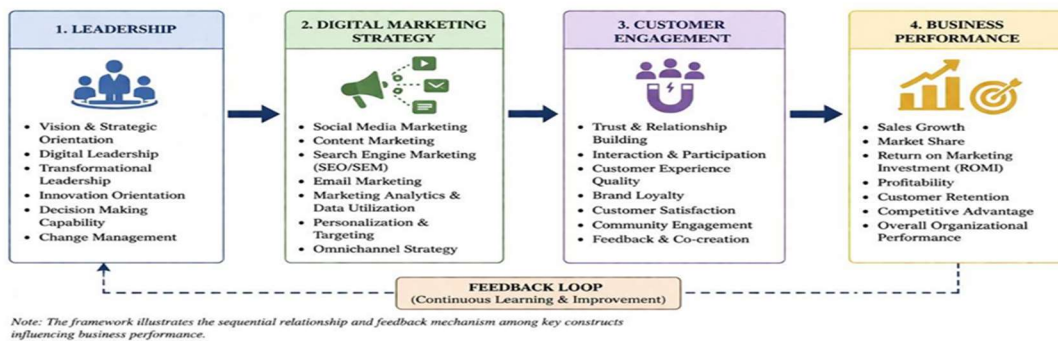 1. LEADERSHIP
• Vision & Strategic
Orientation
• Digital Leadership
• Transformational
Leadership
• Innovation Orientation
• Decision Making
Capability
• Change Management
2. DIGITAL MARKETING
STRATEGY
• Social Media Marketing
• Content Marketing
• Search Engine Marketing
(SEO/SEM)
• Email Marketing
• Marketing Analytics &
Data Utilization
• Personalization &
Targeting
• Omnichannel Strategy
3. CUSTOMER
ENGAGEMENT
• Trust & Relationship
Building
• Interaction & Participation
• Customer Experience
Quality
• Brand Loyalty
• Customer Satisfaction
• Community Engagement
• Feedback & Co-creation
4. BUSINESS
PERFORMANCE
• Sales Growth
• Market Share
• Return on Marketing
Investment (ROMI)
• Profitability
• Customer Retention
• Competitive Advantage
• Overall Organizational
Performance
FEEDBACK LOOP
(Continuous Learning & Improvement)
Note: The framework illustrates the sequential relationship and feedback mechanism among key constructs
influencing business performance.